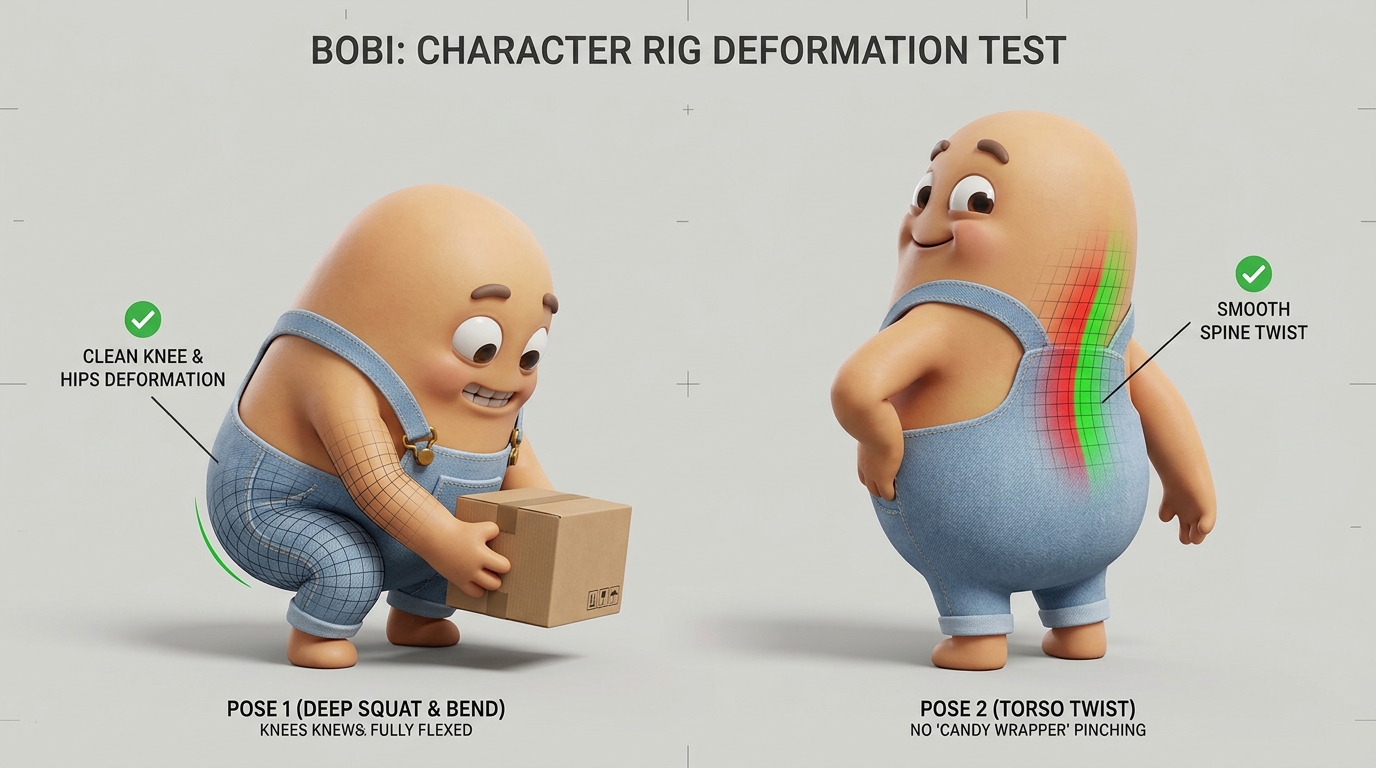 BOBI: CHARACTER RIG DEFORMATION TEST
CLEAN KNEE &
HIPS DEFORMATION
SMOOTH
SPINE TWIST
POSE 1 (DEEP SQUAT & BEND)
KNEES KNEW& FULLY FLEXED
POSE 2 (TORSO TWIST)
NO 'CANDY WRAPPER' PINCHING